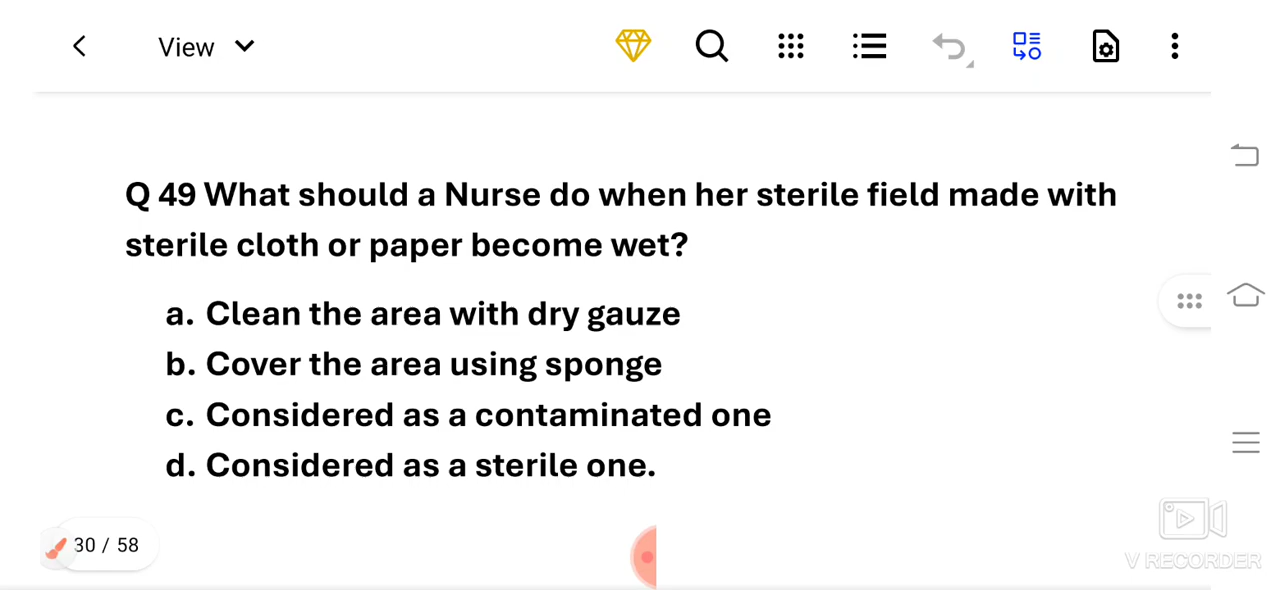 View
Q 49 What should a Nurse do when her sterile field made with
sterile cloth or paper become wet?
a. Clean the area with dry gauze
b. Cover the area using sponge
c. Considered as a contaminated one
d. Considered as a sterile one.
30 / 58
V RECORDER